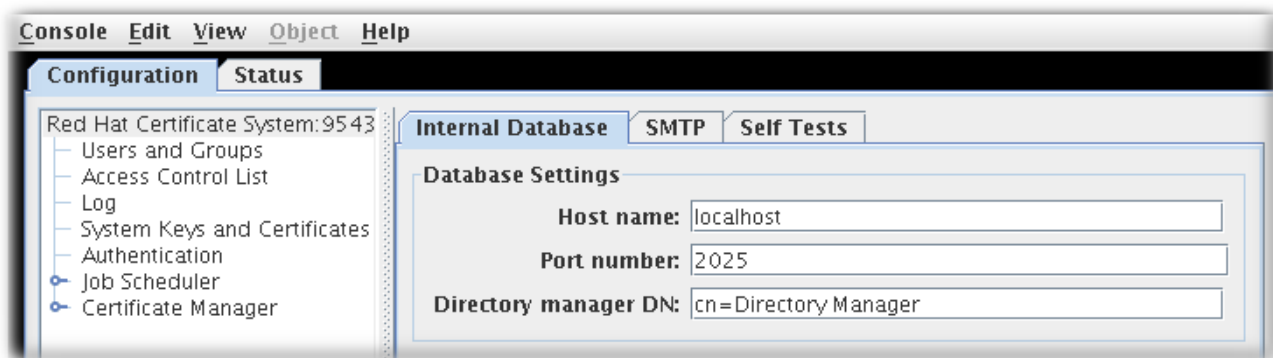 Console Edit View Object Help
Configuration Status
Red Hat Certificate System:9543
Users and Groups
Access Control List
Log
System Keys and Certificates
Authentication
Job Scheduler
Certificate Manager
Internal Database SMTP Self Tests
Database Settings
Host name: localhost
Port number: 2025
Directory manager DN: cn=Directory Manager